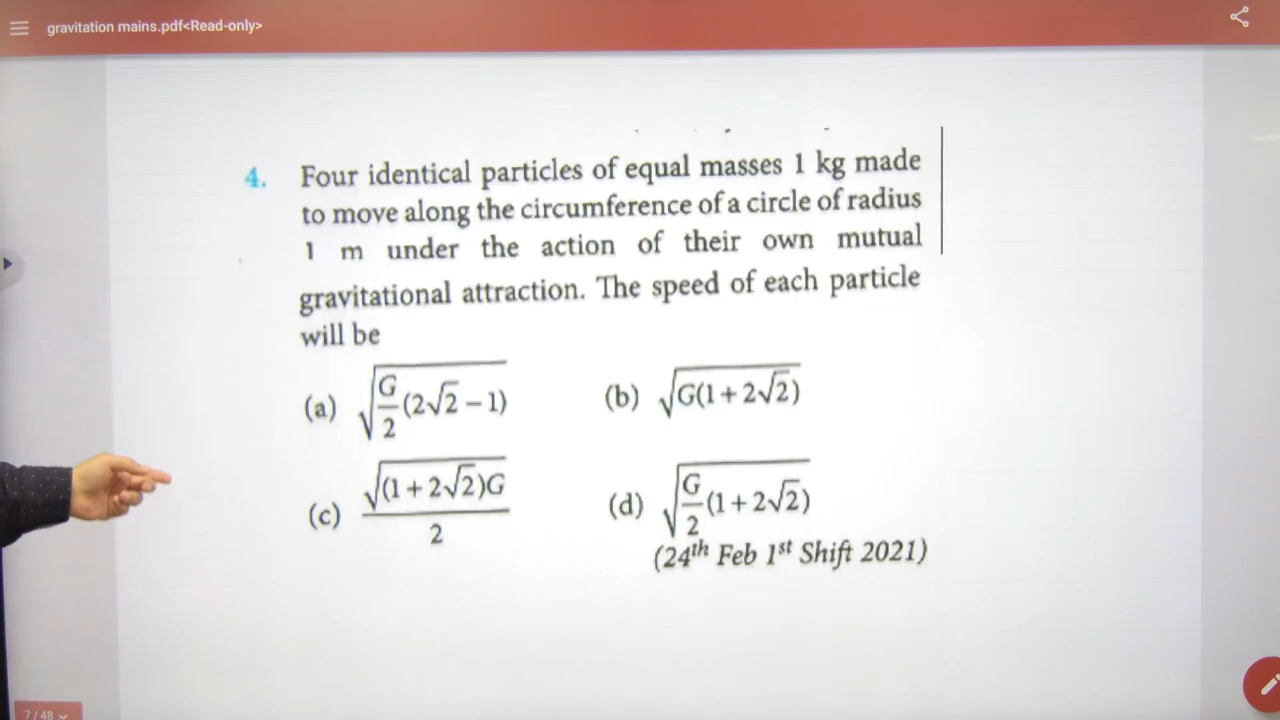 gravitation mains.pdf<Read-only>
4. Four identical particles of equal masses 1 kg made
to move along the circumference of a circle of radius
1 m under the action of their own mutual
gravitational attraction. The speed of each particle
will be
(a) √(G/2 (2√2 − 1)) (b) √(G(1 + 2√2))
(c) √((1 + 2√2)G)/2 (d) √(G/2 (1 + 2√2))
(24th Feb 1st Shift 2021)
7 / 48